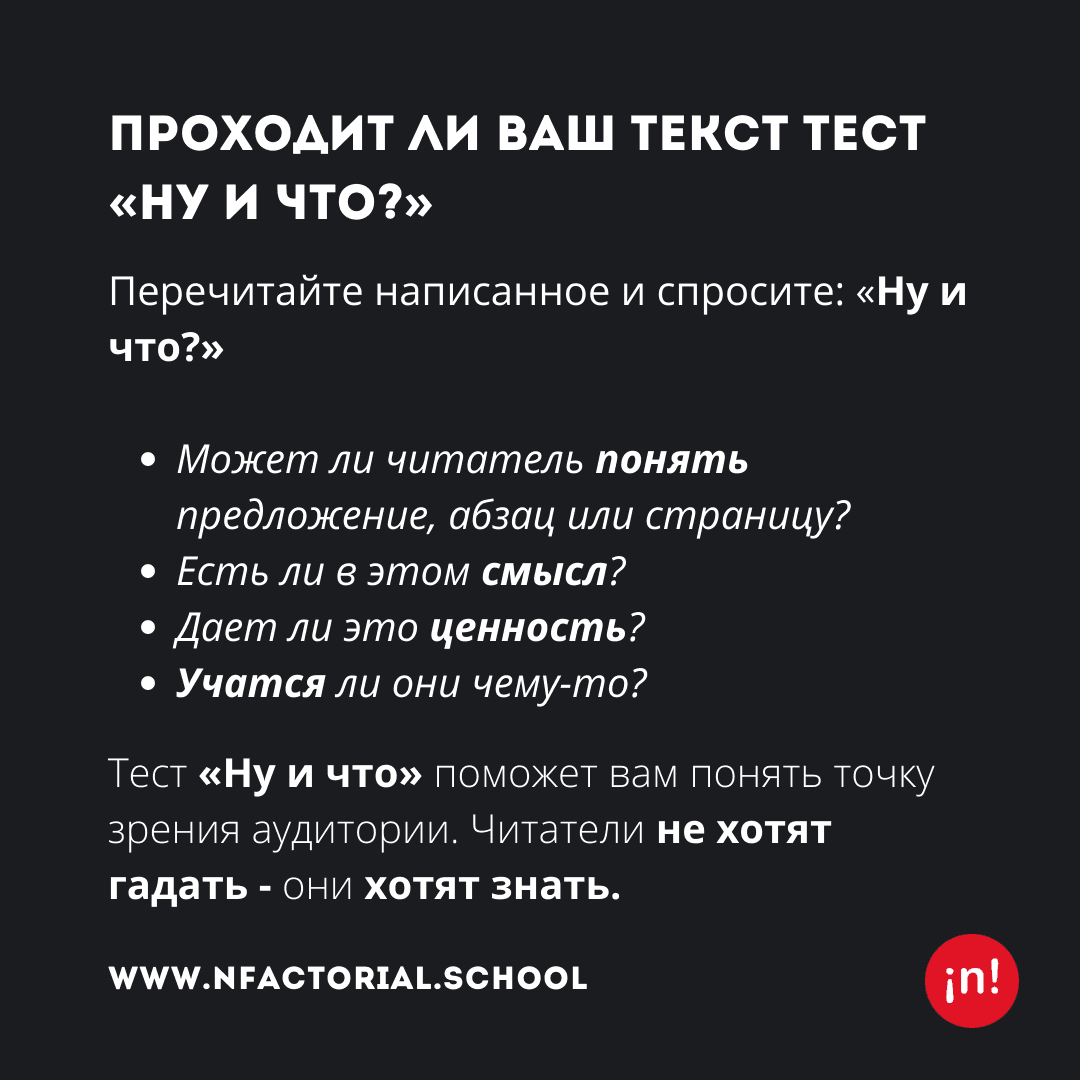 ПРОХОДИТ ЛИ ВАШ ТЕКСТ ТЕСТ
«НУ И ЧТО?»
Перечитайте написанное и спросите: «Ну и
что?»
• Может ли читатель понять
предложение, абзац или страницу?
• Есть ли в этом смысл?
• Дает ли это ценность?
• Учатся ли они чему-то?
Тест «Ну и что» поможет вам понять точку
зрения аудитории. Читатели не хотят
гадать - они хотят знать.
WWW.NFACTORIAL.SCHOOL
¡n!